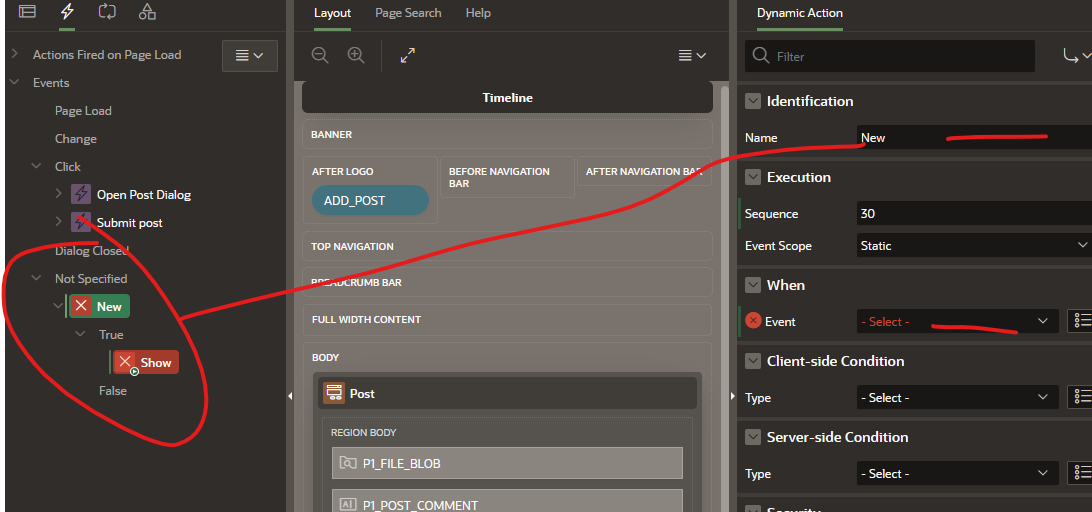 Layout
Page Search
Help
Dynamic Action
Actions Fired on Page Load
Events
Page Load
Change
Click
Open Post Dialog
Submit post
Dialog Closed
Not Specified
New
True
Show
False
Timeline
BANNER
AFTER LOGO
ADD_POST
BEFORE NAVIGATION
BAR
AFTER NAVIGATION BAR
TOP NAVIGATION
BREADCRUMB BAR
FULL WIDTH CONTENT
BODY
Post
REGION BODY
P1_FILE_BLOB
P1_POST_COMMENT
Filter
Identification
Name
New
Execution
Sequence
30
Event Scope
Static
When
Event
- Select -
Client-side Condition
Type
- Select -
Server-side Condition
Type
- Select -
Security